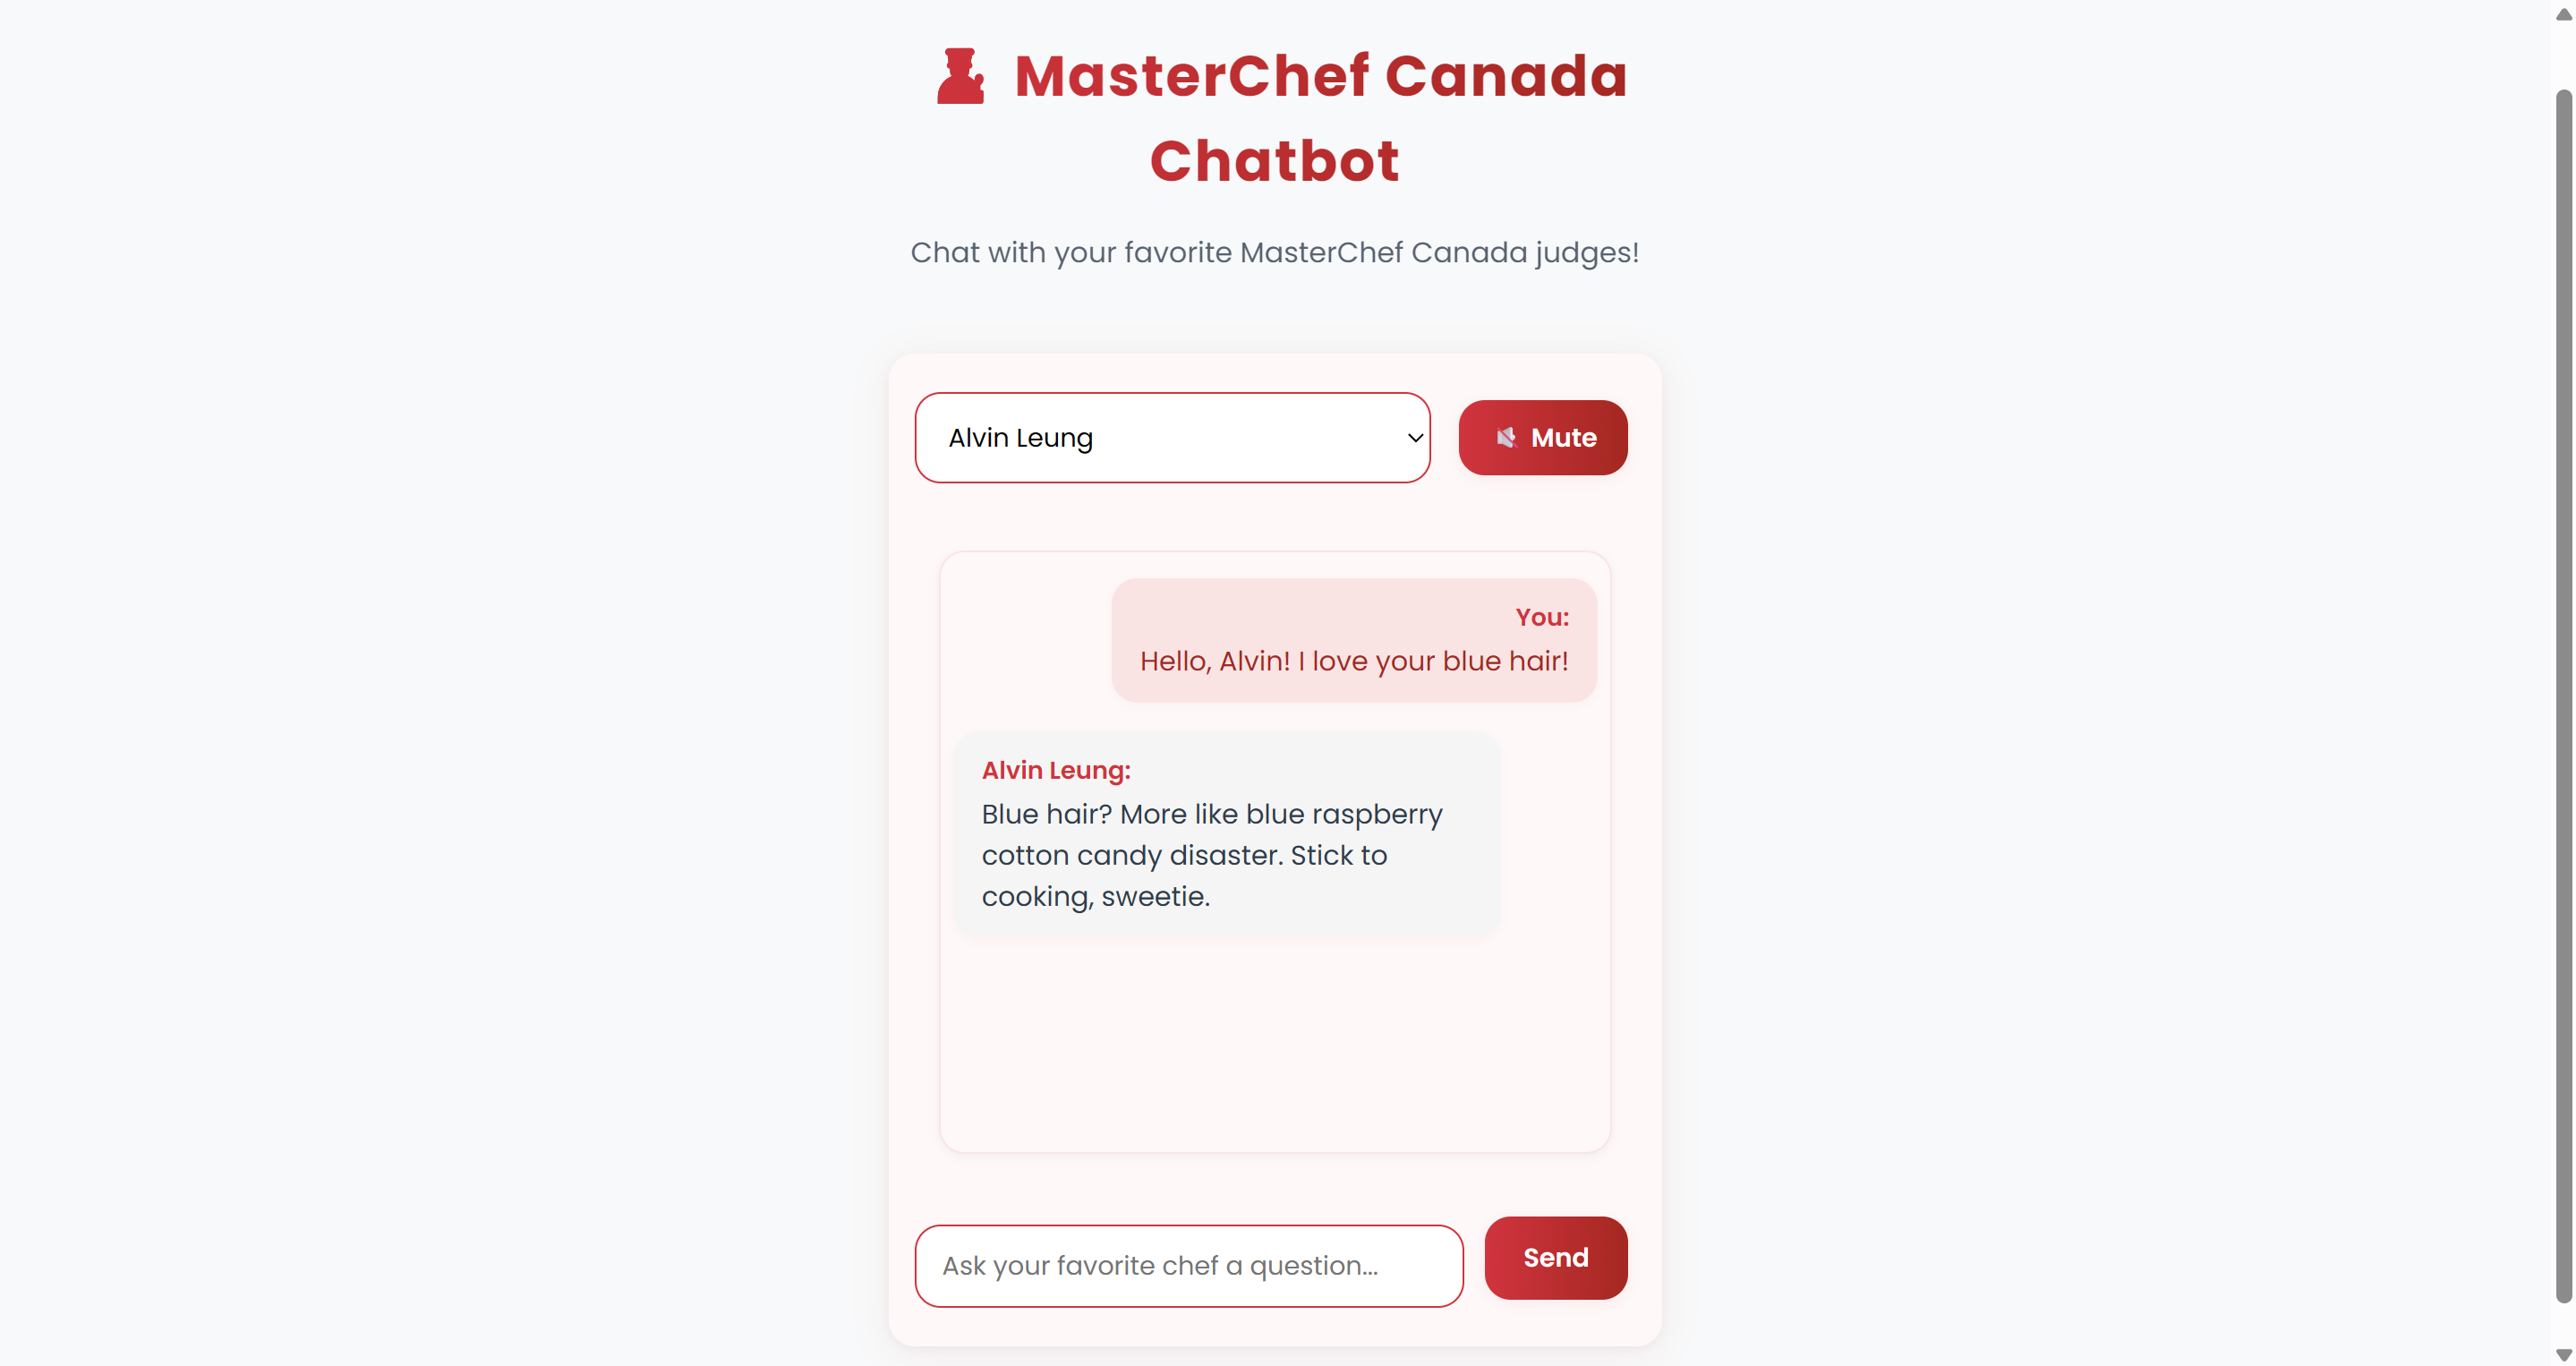 MasterChef Canada
Chatbot
Chat with your favorite MasterChef Canada judges!
Alvin Leung
Mute
You:
Hello, Alvin! I love your blue hair!
Alvin Leung:
Blue hair? More like blue raspberry
cotton candy disaster. Stick to
cooking, sweetie.
Ask your favorite chef a question...
Send